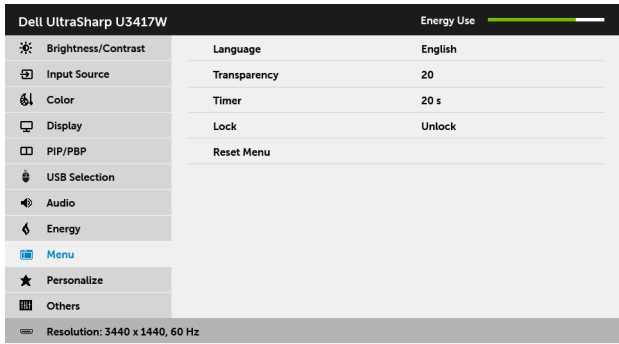 Dell UltraSharp U3417W Energy Use
Brightness/Contrast Language English
Input Source Transparency 20
Color Timer 20 s
Display Lock Unlock
PIP/PBP Reset Menu
USB Selection
Audio
Energy
Menu
Personalize
Others
Resolution: 3440 x 1440, 60 Hz